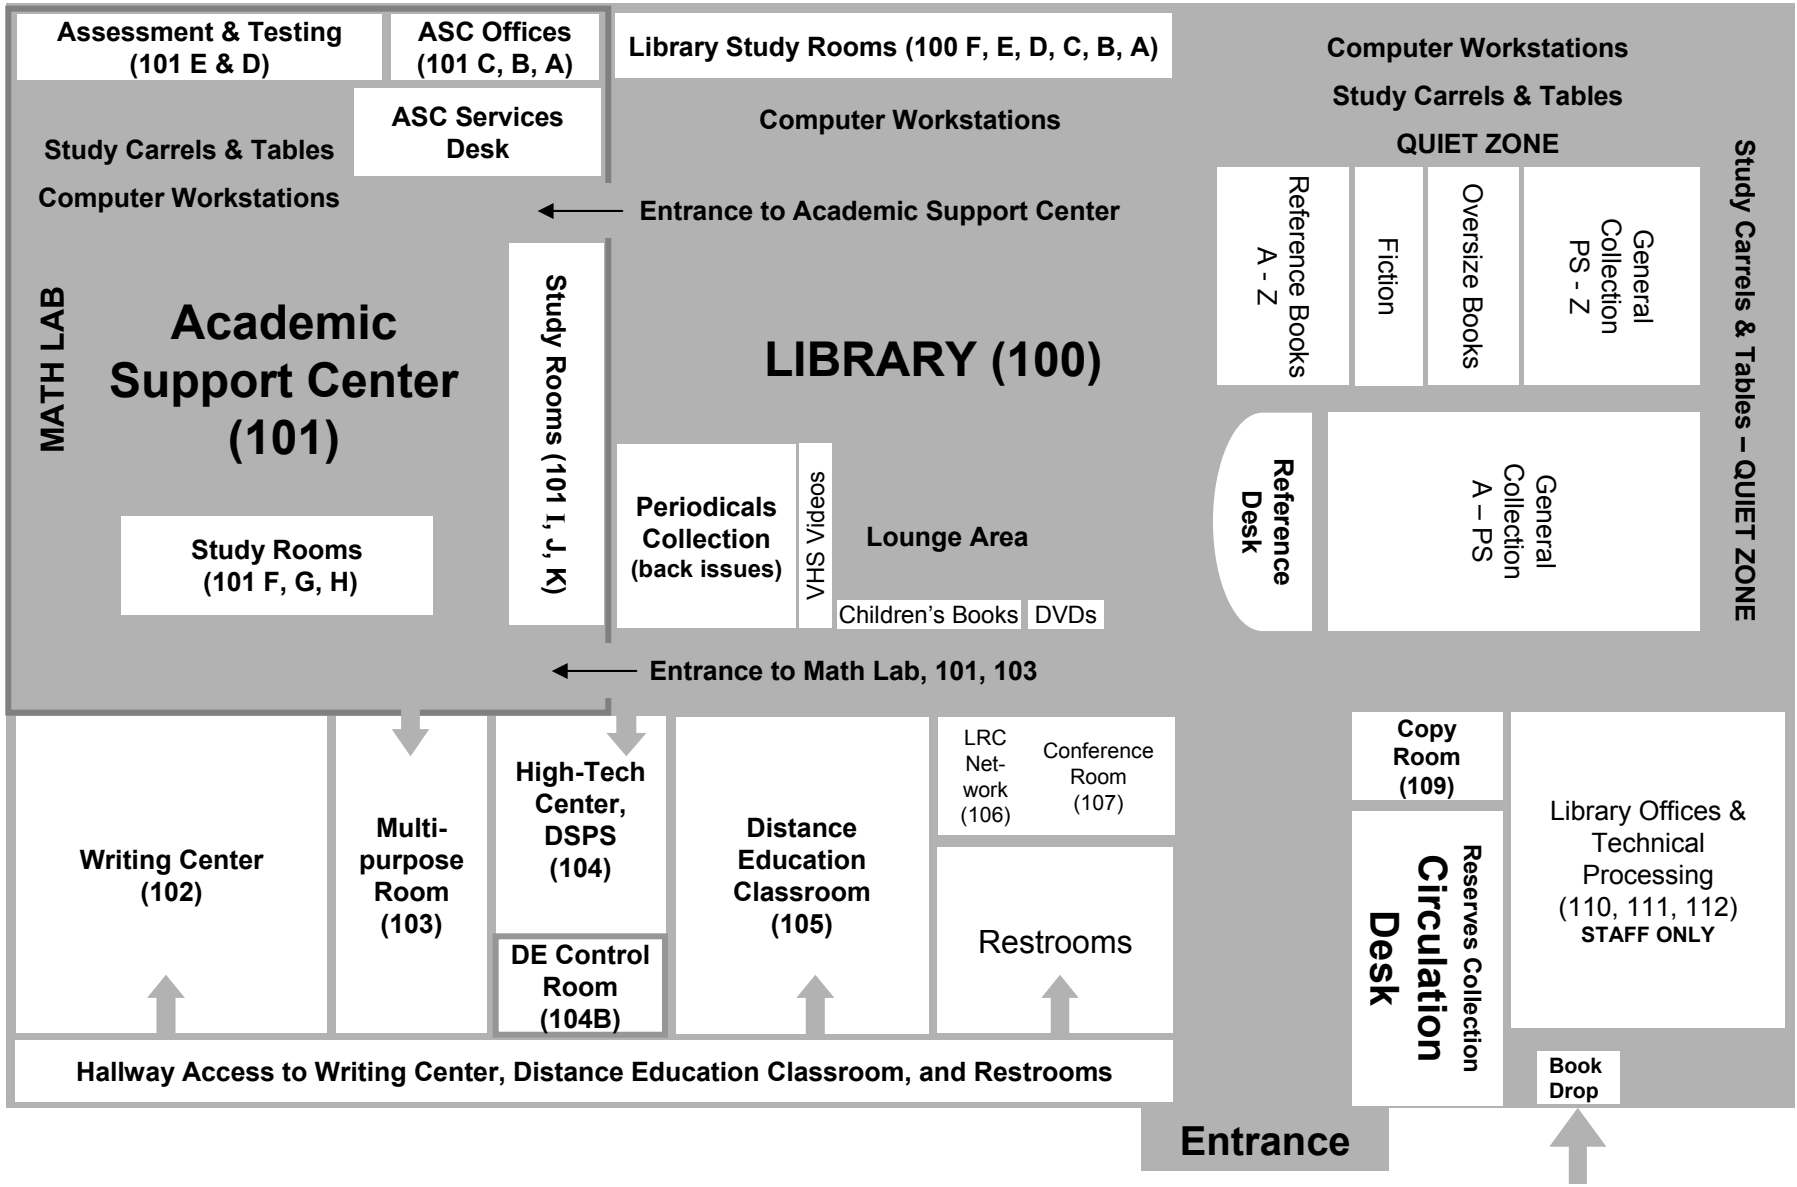 Assessment & Testing
(101 E & D)
ASC Offices
(101 C, B, A)
Library Study Rooms (100 F, E, D, C, B, A)
Computer Workstations
Study Carrels & Tables
QUIET ZONE
ASC Services
Desk
Computer Workstations
Study Carrels & Tables
Computer Workstations
Entrance to Academic Support Center
Reference Books
A - Z
Fiction
Oversize Books
General
Collection
PS - Z
Study Carrels & Tables – QUIET ZONE
MATH LAB
Academic
Support Center
(101)
Study Rooms (101 I, J, K)
LIBRARY (100)
Study Rooms
(101 F, G, H)
Periodicals
Collection
(back issues)
VHS Videos
Lounge Area
Children's Books
DVDs
Reference
Desk
General
Collection
A – PS
Entrance to Math Lab, 101, 103
Writing Center
(102)
Multi-
purpose
Room
(103)
High-Tech
Center,
DSPS
(104)
DE Control
Room
(104B)
Distance
Education
Classroom
(105)
LRC
Net-
work
(106)
Conference
Room
(107)
Restrooms
Copy
Room
(109)
Reserves Collection
Circulation
Desk
Library Offices &
Technical
Processing
(110, 111, 112)
STAFF ONLY
Hallway Access to Writing Center, Distance Education Classroom, and Restrooms
Book
Drop
Entrance